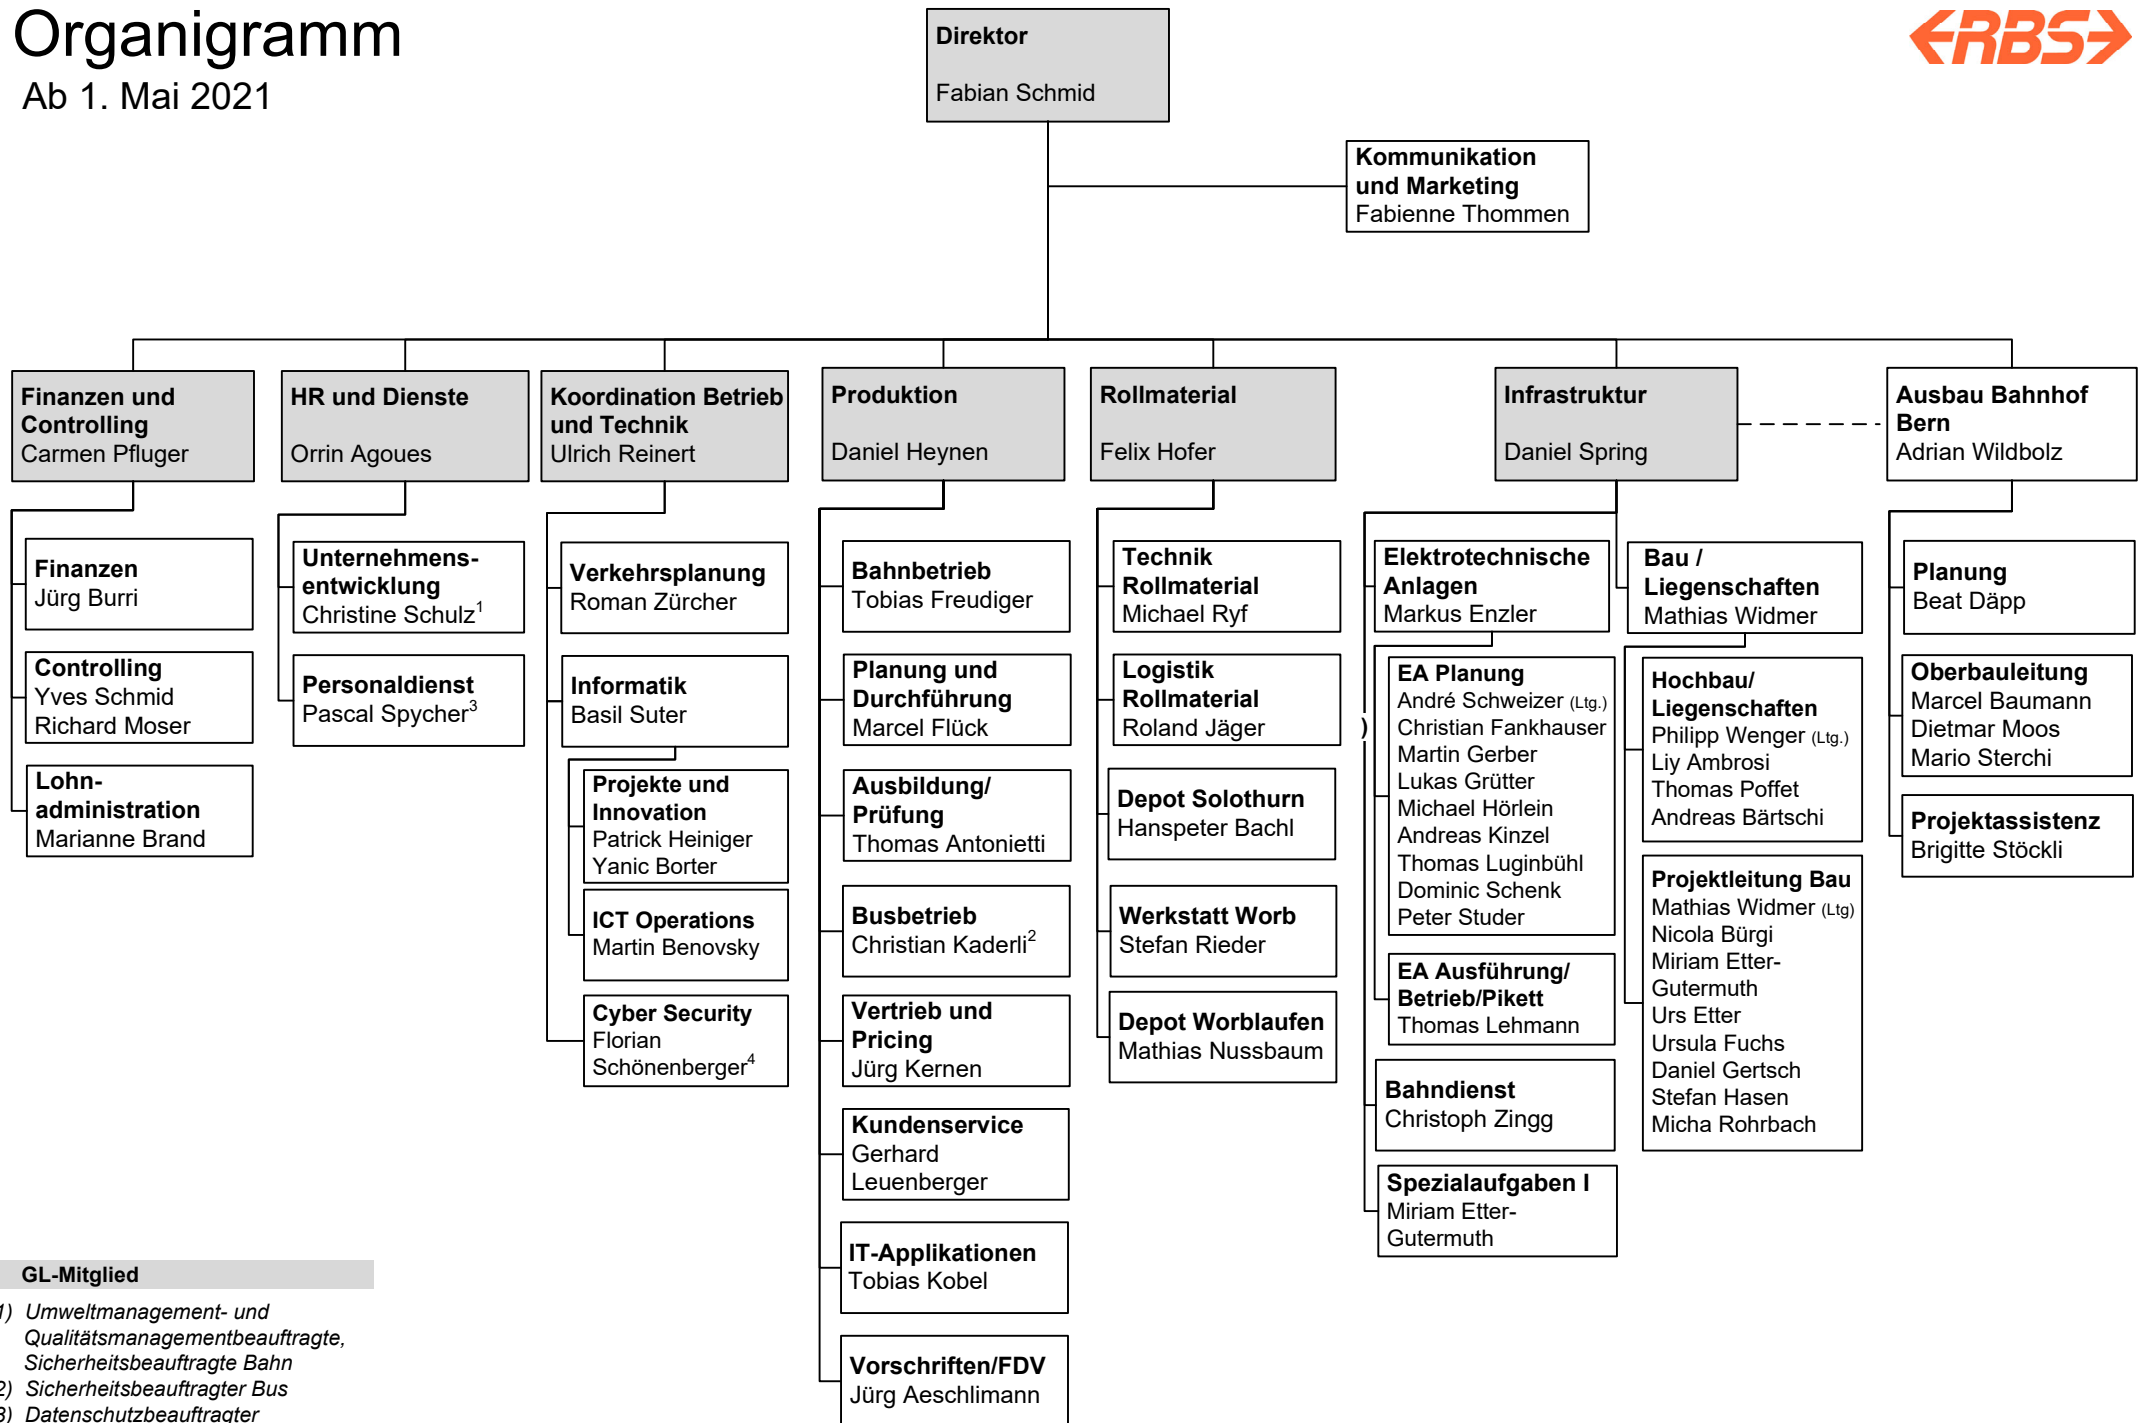 Organigramm
Ab 1. Mai 2021
RBS
Direktor
Fabian Schmid
Kommunikation
und Marketing
Fabienne Thommen
Finanzen und
Controlling
Carmen Pfluger
Finanzen
Jürg Burri
Controlling
Yves Schmid
Richard Moser
Lohn-
administration
Marianne Brand
HR und Dienste
Orrin Agoues
Unternehmens-
entwicklung
Christine Schulz1
Personaldienst
Pascal Spycher3
Koordination Betrieb
und Technik
Ulrich Reinert
Verkehrsplanung
Roman Zürcher
Informatik
Basil Suter
Projekte und
Innovation
Patrick Heiniger
Yanic Borter
ICT Operations
Martin Benovsky
Cyber Security
Florian
Schönenberger4
Produktion
Daniel Heynen
Bahnbetrieb
Tobias Freudiger
Planung und
Durchführung
Marcel Flück
Ausbildung/
Prüfung
Thomas Antonietti
Busbetrieb
Christian Kaderli2
Vertrieb und
Pricing
Jürg Kernen
Kundenservice
Gerhard
Leuenberger
IT-Applikationen
Tobias Kobel
Vorschriften/FDV
Jürg Aeschlimann
Rollmaterial
Felix Hofer
Technik
Rollmaterial
Michael Ryf
Logistik
Rollmaterial
Roland Jäger
Depot Solothurn
Hanspeter Bachl
Werkstatt Worb
Stefan Rieder
Depot Worblaufen
Mathias Nussbaum
Infrastruktur
Daniel Spring
)
Elektrotechnische
Anlagen
Markus Enzler
EA Planung
André Schweizer (Ltg.)
Christian Fankhauser
Martin Gerber
Lukas Grütter
Michael Hörlein
Andreas Kinzel
Thomas Luginbühl
Dominic Schenk
Peter Studer
EA Ausführung/
Betrieb/Pikett
Thomas Lehmann
Bahndienst
Christoph Zingg
Spezialaufgaben I
Miriam Etter-
Gutermuth
Bau /
Liegenschaften
Mathias Widmer
Hochbau/
Liegenschaften
Philipp Wenger (Ltg.)
Liy Ambrosi
Thomas Poffet
Andreas Bärtschi
Projektleitung Bau
Mathias Widmer (Ltg)
Nicola Bürgi
Miriam Etter-
Gutermuth
Urs Etter
Ursula Fuchs
Daniel Gertsch
Stefan Hasen
Micha Rohrbach
Ausbau Bahnhof
Bern
Adrian Wildbolz
Planung
Beat Däpp
Oberbauleitung
Marcel Baumann
Dietmar Moos
Mario Sterchi
Projektassistenz
Brigitte Stöckli
GL-Mitglied
1) Umweltmanagement- und
Qualitätsmanagementbeauftragte,
Sicherheitsbeauftragte Bahn
2) Sicherheitsbeauftragter Bus
3) Datenschutzbeauftragter